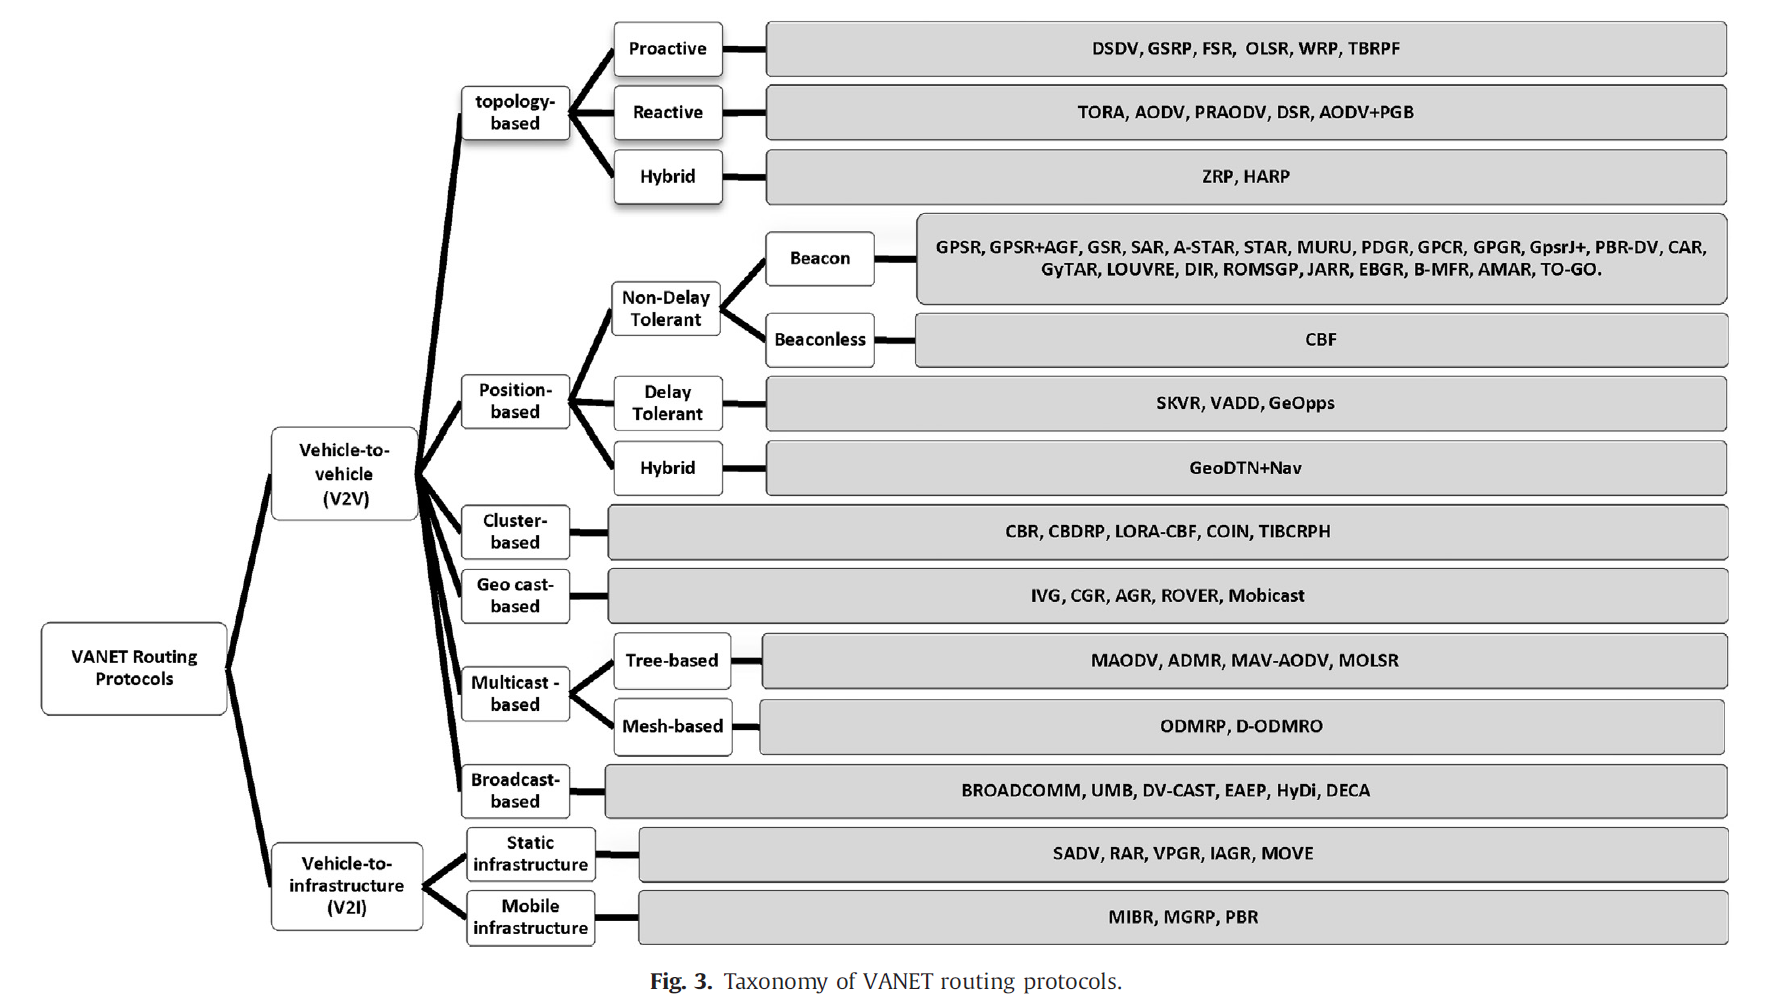 Proactive
DSDV, GSRP, FSR, OLSR, WRP, TBRPF
topology-
based
Reactive
TORA, AODV, PRAODV, DSR, AODV+PGB
Hybrid
ZRP, HARP
Beacon
GPSR, GPSR+AGF, GSR, SAR, A-STAR, STAR, MURU, PDGR, GPCR, GPGR, GpsrJ+, PBR-DV, CAR,
GyTAR, LOUVRE, DIR, ROMSGP, JARR, EBGR, B-MFR, AMAR, TO-GO.
Non-Delay
Tolerant
Beaconless
CBF
Position-
based
Delay
Tolerant
SKVR, VADD, GeOpps
Hybrid
GeoDTN+Nav
Vehicle-to-
vehicle
(V2V)
Cluster-
based
CBR, CBDRP, LORA-CBF, COIN, TIBCRPH
Geo cast-
based
IVG, CGR, AGR, ROVER, Mobicast
VANET Routing
Protocols
Tree-based
MAODV, ADMR, MAV-AODV, MOLSR
Multicast -
based
Mesh-based
ODMRP, D-ODMRO
Broadcast-
based
BROADCOMM, UMB, DV-CAST, EAEP, HyDi, DECA
Vehicle-to-
infrastructure
(V2I)
Static
infrastructure
SADV, RAR, VPGR, IAGR, MOVE
Mobile
infrastructure
MIBR, MGRP, PBR
Fig. 3. Taxonomy of VANET routing protocols.